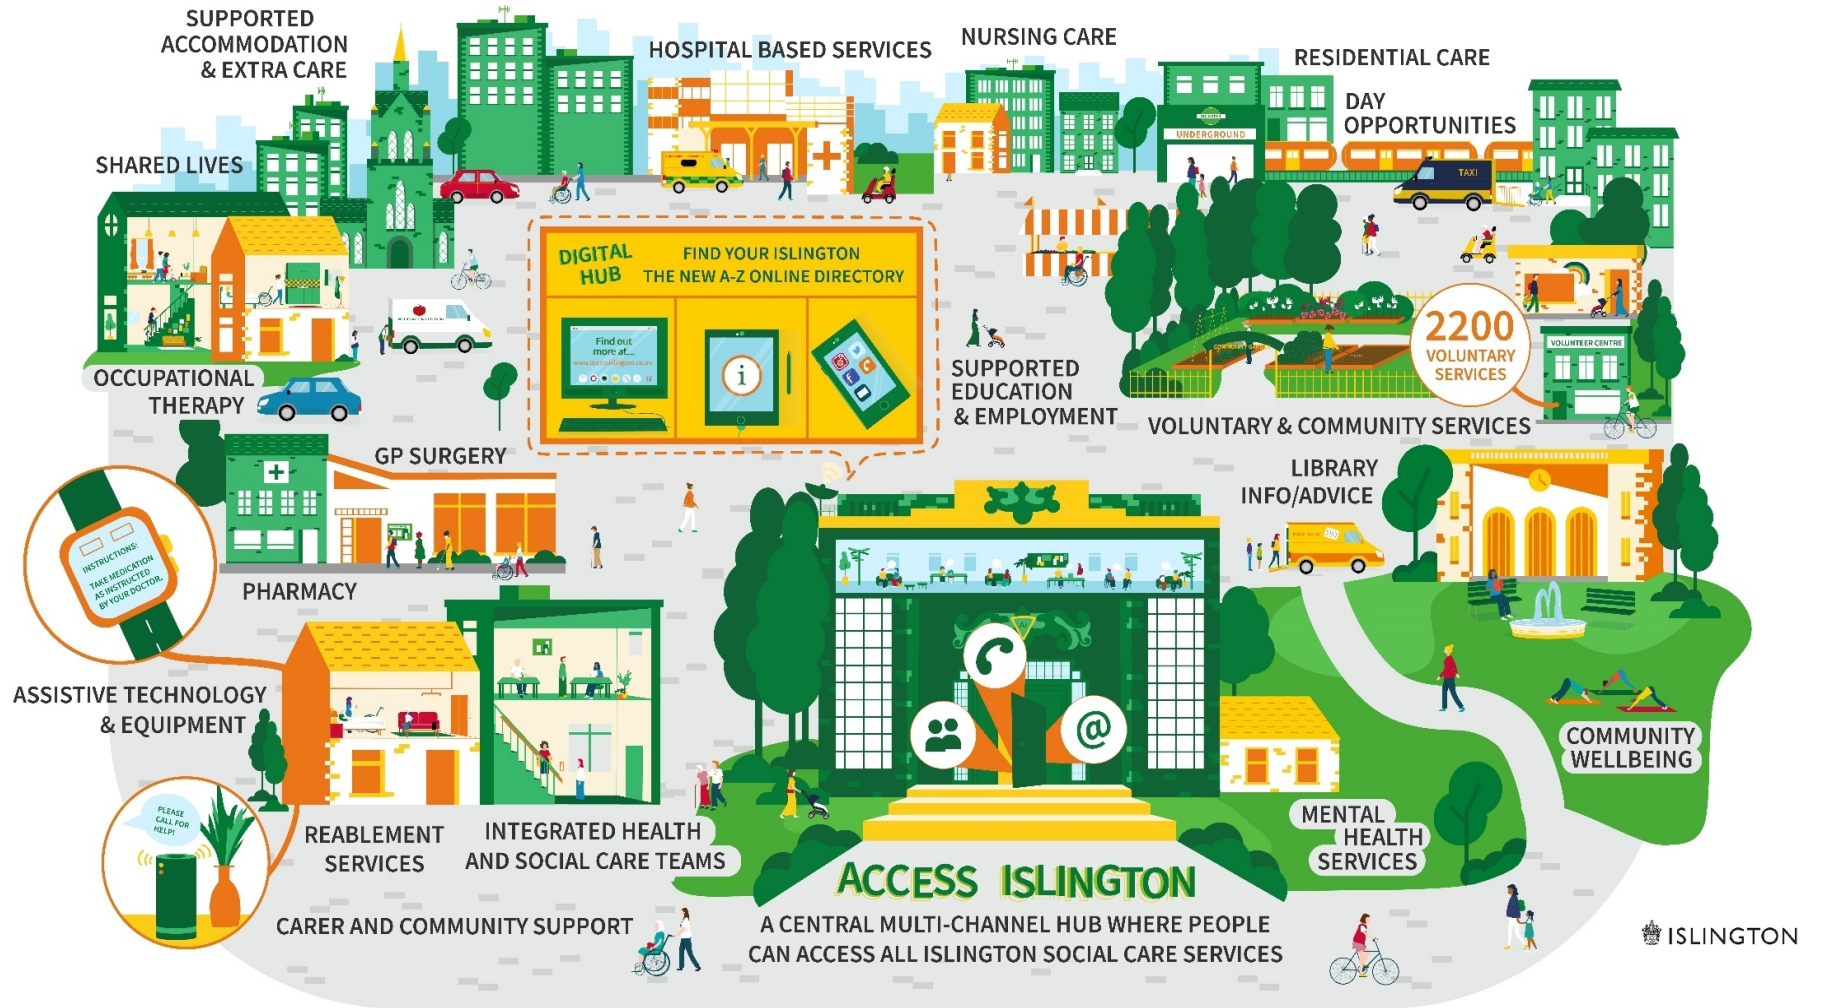 SUPPORTED
ACCOMMODATION
& EXTRA CARE
HOSPITAL BASED SERVICES
NURSING CARE
RESIDENTIAL CARE
DAY
OPPORTUNITIES
UNDERGROUND
TAXI
SHARED LIVES
DIGITAL
HUB
FIND YOUR ISLINGTON
THE NEW A-Z ONLINE DIRECTORY
Find out
more at...
i
2200
VOLUNTARY
SERVICES
VOLUNTEER CENTRE
OCCUPATIONAL
THERAPY
SUPPORTED
EDUCATION
& EMPLOYMENT
VOLUNTARY & COMMUNITY SERVICES
GP SURGERY
LIBRARY
INFO/ADVICE
INSTRUCTIONS:
TAKE MEDICATION
AS INSTRUCTED
BY YOUR DOCTOR.
PHARMACY
ASSISTIVE TECHNOLOGY
& EQUIPMENT
@
COMMUNITY
WELLBEING
PLEASE
CALL FOR
HELP!
REABLEMENT
SERVICES
INTEGRATED HEALTH
AND SOCIAL CARE TEAMS
MENTAL
HEALTH
SERVICES
ACCESS ISLINGTON
CARER AND COMMUNITY SUPPORT
A CENTRAL MULTI-CHANNEL HUB WHERE PEOPLE
CAN ACCESS ALL ISLINGTON SOCIAL CARE SERVICES
ISLINGTON